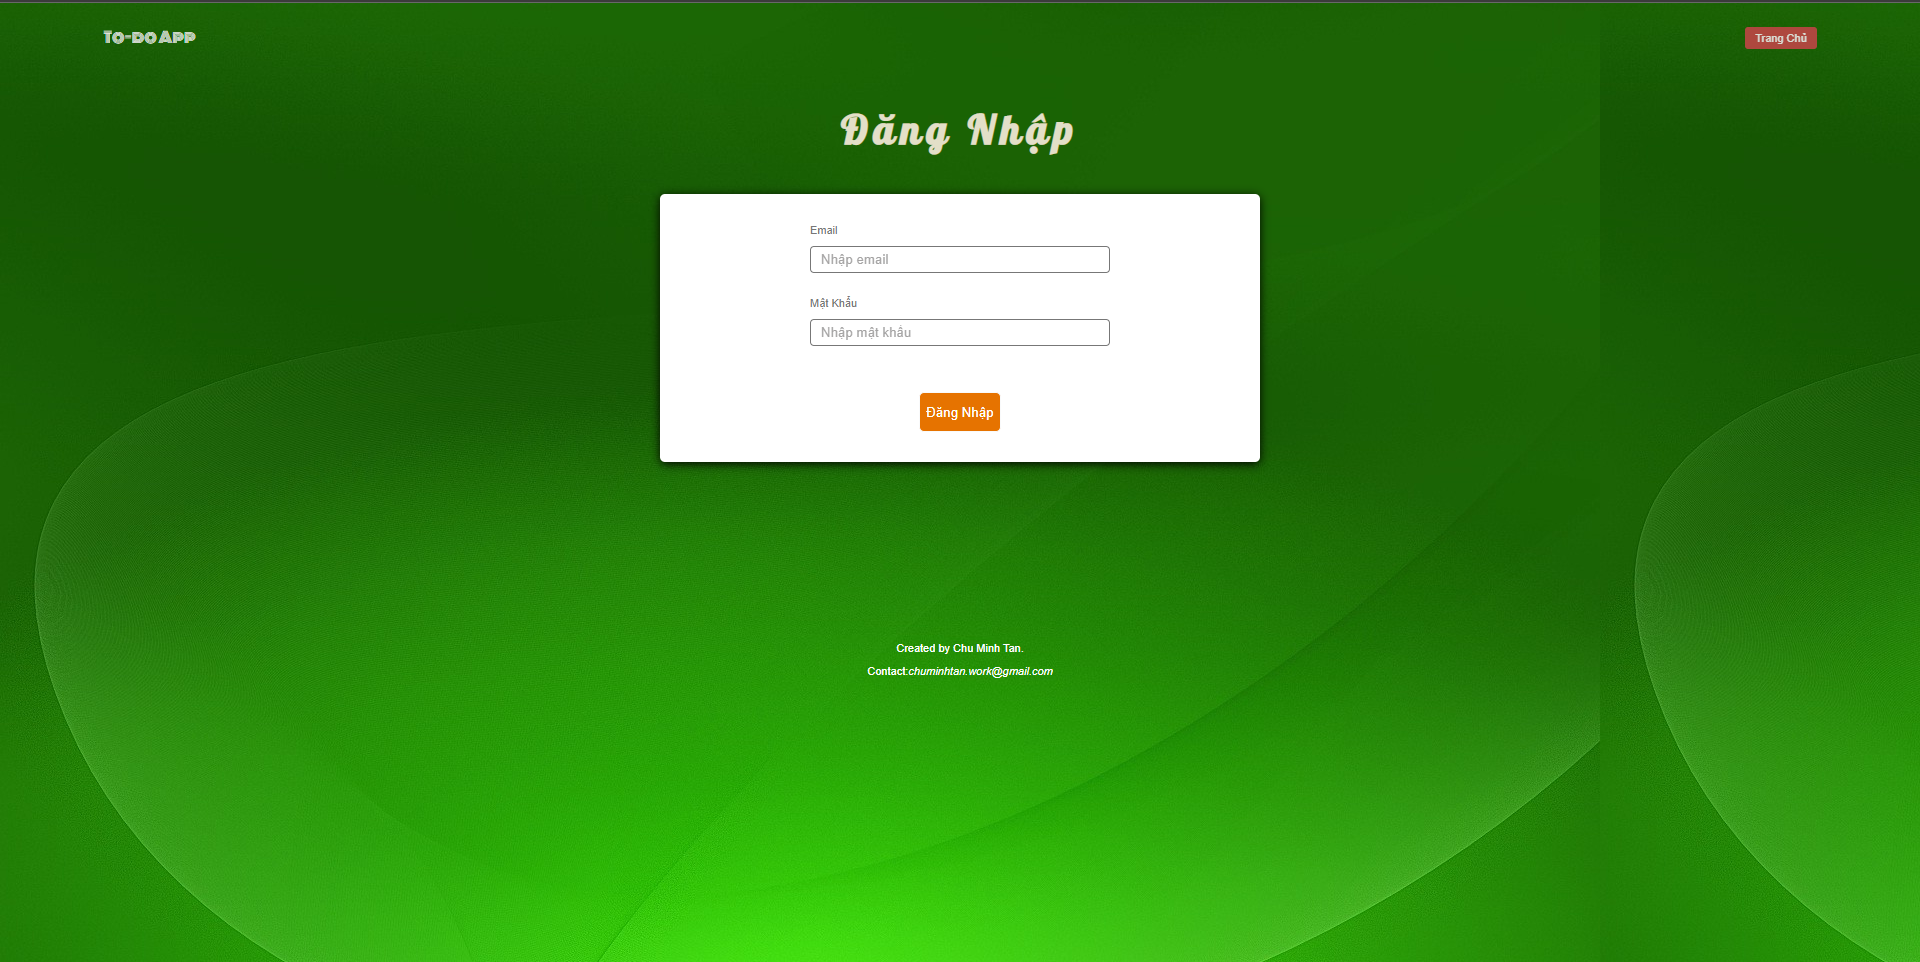 To-do App
Trang Chủ
Đăng Nhập
Email
Nhập email
Mật Khẩu
Nhập mật khẩu
Đăng Nhập
Created by Chu Minh Tan.
Contact:chuminhtan.work@gmail.com